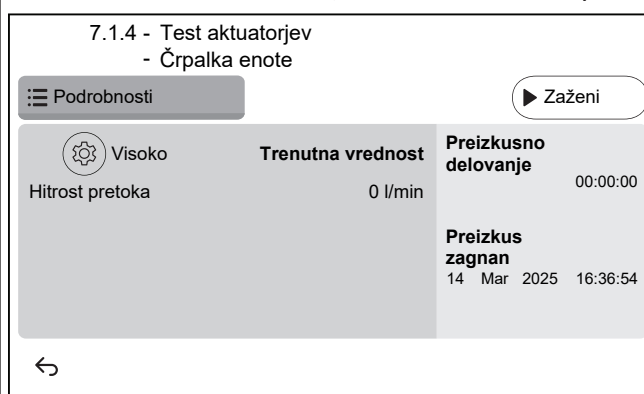 7.1.4 - Test aktuatorjev
- Črpalka enote
Podrobnosti
Zaženi
Visoko
Trenutna vrednost
Hitrost pretoka
0 l/min
Preizkusno
delovanje
00:00:00
Preizkus
zagnan
14 Mar 2025 16:36:54